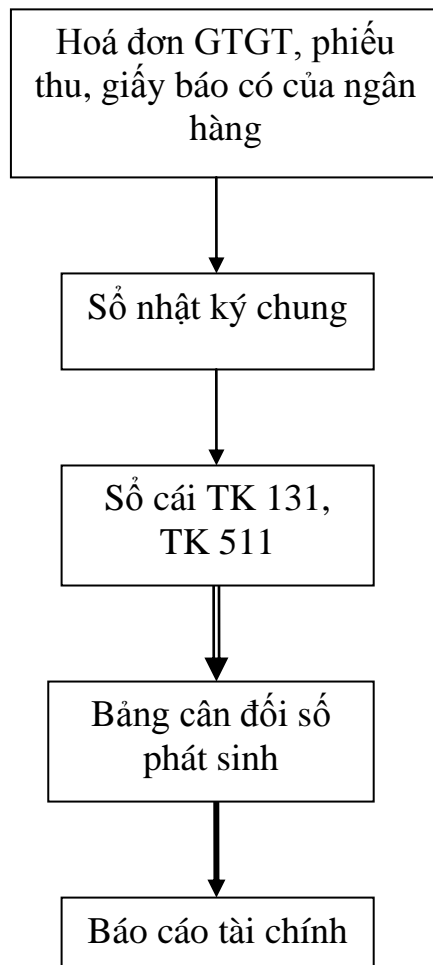 Hoá đơn GTGT, phiếu
thu, giấy báo có của ngân
hàng
Sổ nhật ký chung
Sổ cái TK 131,
TK 511
Bảng cân đối số
phát sinh
Báo cáo tài chính